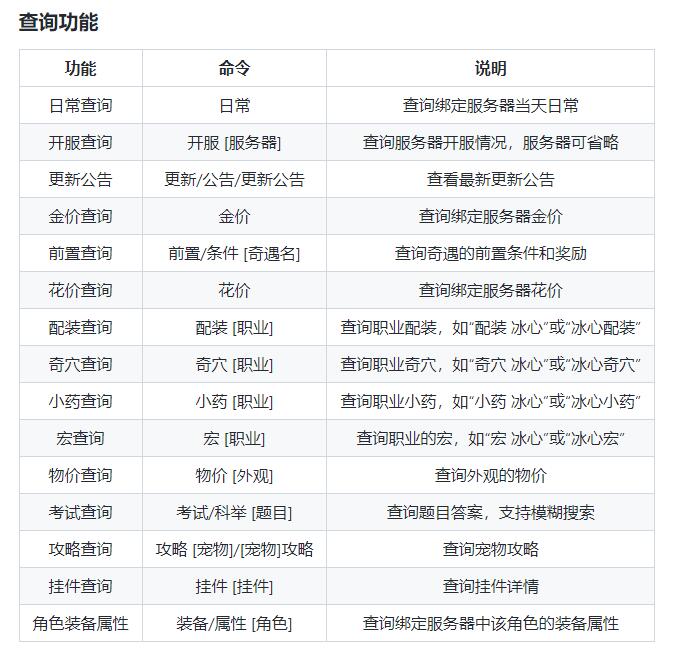 查询功能
功能 命令 说明
日常查询 日常 查询绑定服务器当天日常
开服查询 开服 [服务器] 查询服务器开服情况，服务器可省略
更新公告 更新/公告/更新公告 查看最新更新公告
金价查询 金价 查询绑定服务器金价
前置查询 前置/条件 [奇遇名] 查询奇遇的前置条件和奖励
花价查询 花价 查询绑定服务器花价
配装查询 配装 [职业] 查询职业配装，如“配装 冰心”或“冰心配装”
奇穴查询 奇穴 [职业] 查询职业奇穴，如“奇穴 冰心”或“冰心奇穴”
小药查询 小药 [职业] 查询职业小药，如“小药 冰心”或“冰心小药”
宏查询 宏 [职业] 查询职业的宏，如“宏 冰心”或“冰心宏”
物价查询 物价 [外观] 查询外观的物价
考试查询 考试/科举 [题目] 查询题目答案，支持模糊搜索
攻略查询 攻略 [宠物]/[宠物]攻略 查询宠物攻略
挂件查询 挂件 [挂件] 查询挂件详情
角色装备属性 装备/属性 [角色] 查询绑定服务器中该角色的装备属性